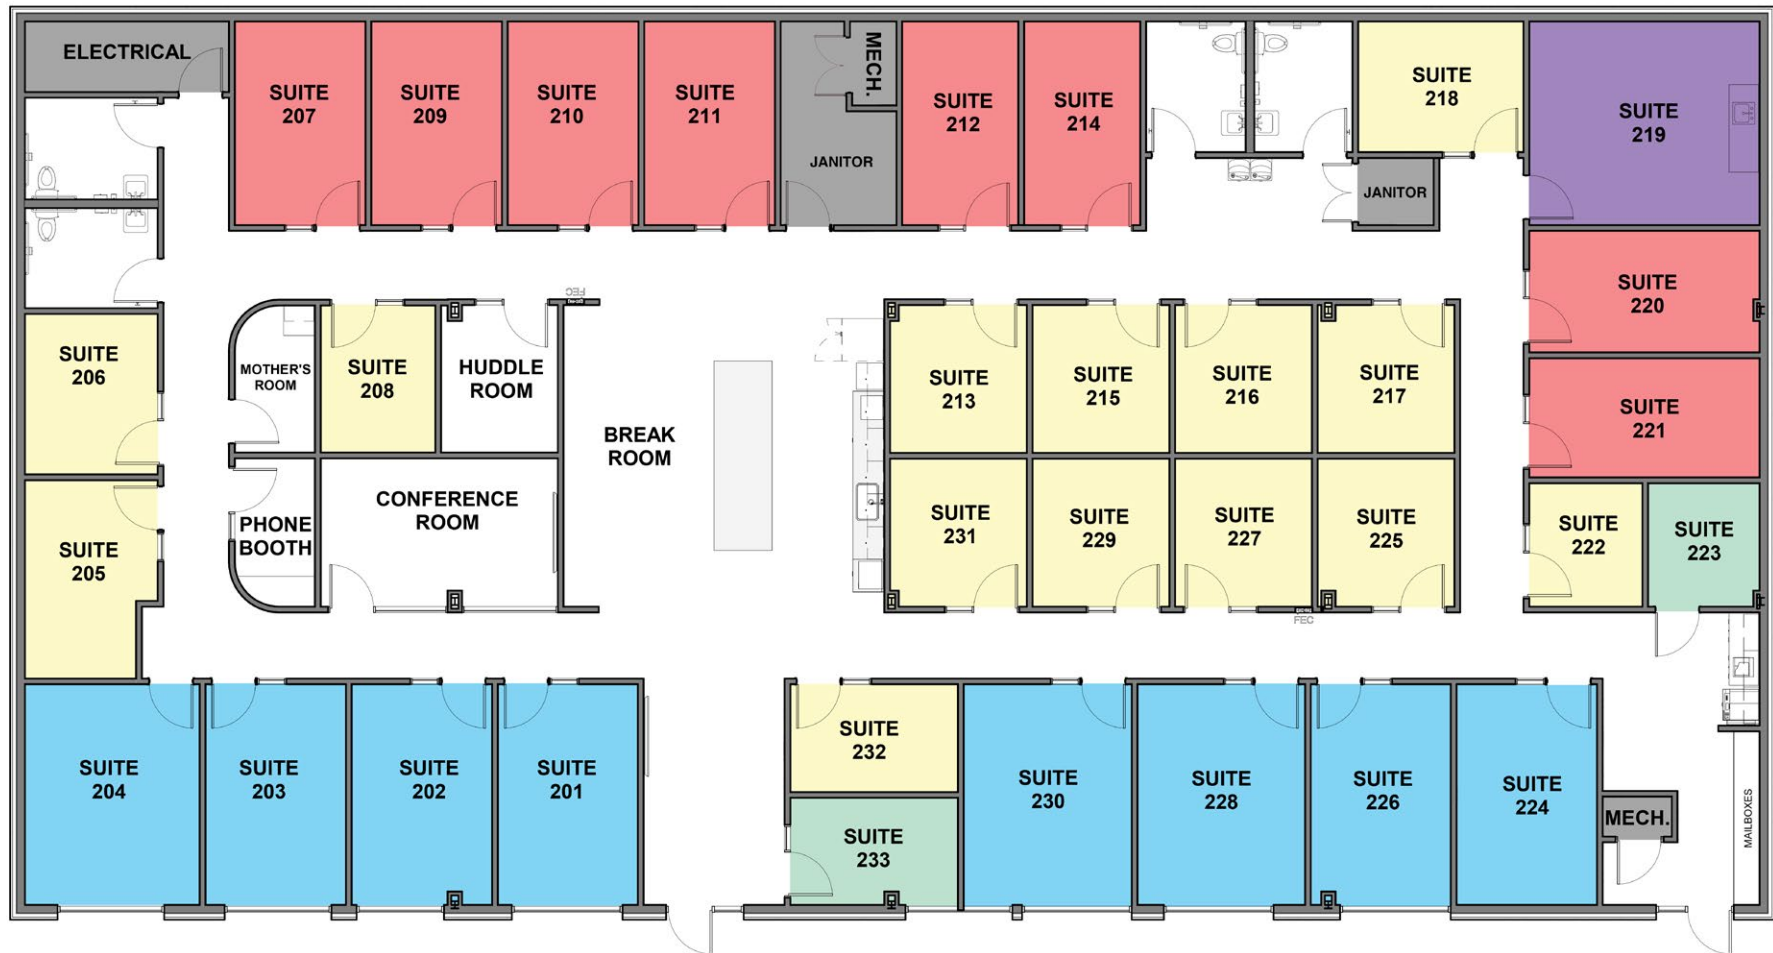 ELECTRICAL
SUITE
207
SUITE
209
SUITE
210
SUITE
211
MECH.
JANITOR
SUITE
212
SUITE
214
SUITE
218
JANITOR
SUITE
219
FEC
SUITE
206
MOTHER'S
ROOM
SUITE
208
HUDDLE
ROOM
BREAK
ROOM
SUITE
213
SUITE
215
SUITE
216
SUITE
217
SUITE
220
SUITE
221
SUITE
205
PHONE
BOOTH
CONFERENCE
ROOM
SUITE
231
SUITE
229
SUITE
227
SUITE
225
SUITE
222
SUITE
223
FEC
SUITE
204
SUITE
203
SUITE
202
SUITE
201
SUITE
232
SUITE
233
SUITE
230
SUITE
228
SUITE
226
SUITE
224
MECH.
MAILBOXES